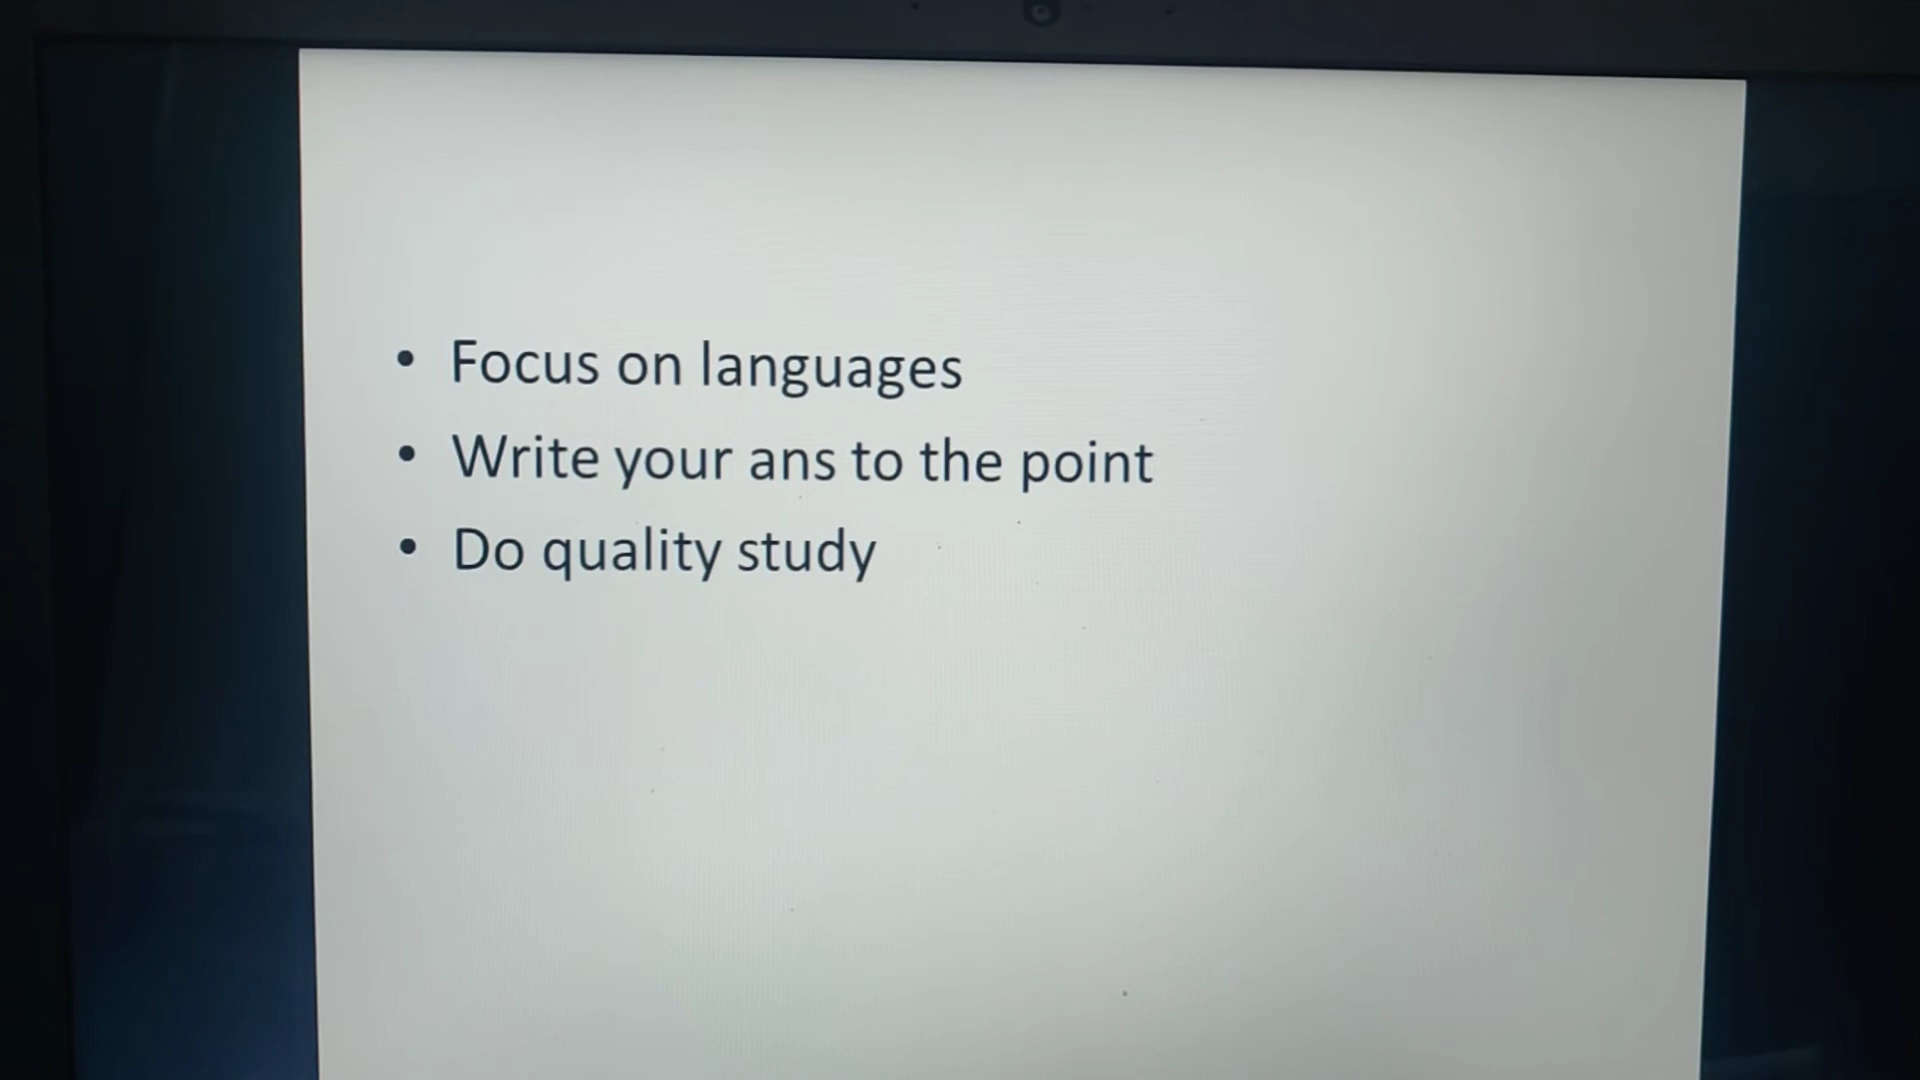 • Focus on languages
• Write your ans to the point
• Do quality study